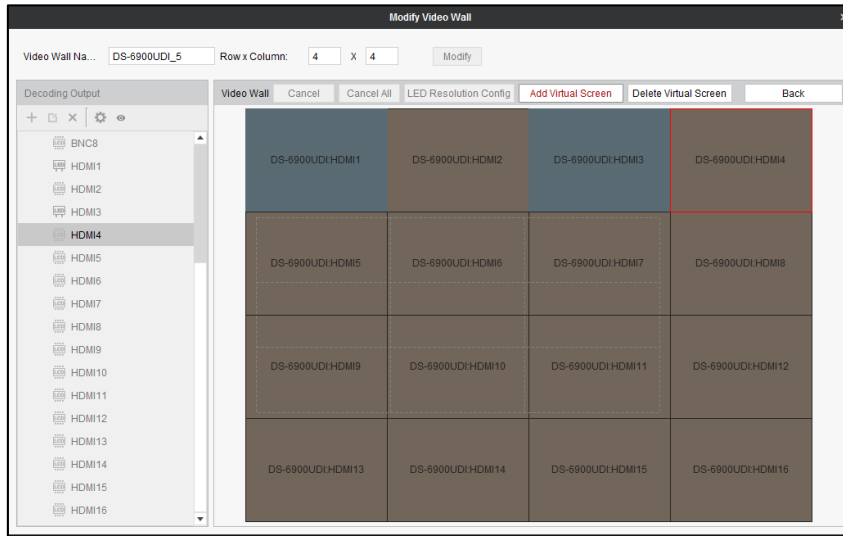 Modify Video Wall
Video Wall Na... DS-6900UDI_5 Row x Column: 4 X 4 Modify
Decoding Output
Video Wall Cancel Cancel All LED Resolution Config Add Virtual Screen Delete Virtual Screen Back
BNC8
HDMI1
HDMI2
HDMI3
HDMI4
HDMI5
HDMI6
HDMI7
HDMI8
HDMI9
HDMI10
HDMI11
HDMI12
HDMI13
HDMI14
HDMI15
HDMI16
DS-6900UDI:HDMI1 DS-6900UDI:HDMI2 DS-6900UDI:HDMI3 DS-6900UDI:HDMI4
DS-6900UDI:HDMI5 DS-6900UDI:HDMI6 DS-6900UDI:HDMI7 DS-6900UDI:HDMI8
DS-6900UDI:HDMI9 DS-6900UDI:HDMI10 DS-6900UDI:HDMI11 DS-6900UDI:HDMI12
DS-6900UDI:HDMI13 DS-6900UDI:HDMI14 DS-6900UDI:HDMI15 DS-6900UDI:HDMI16